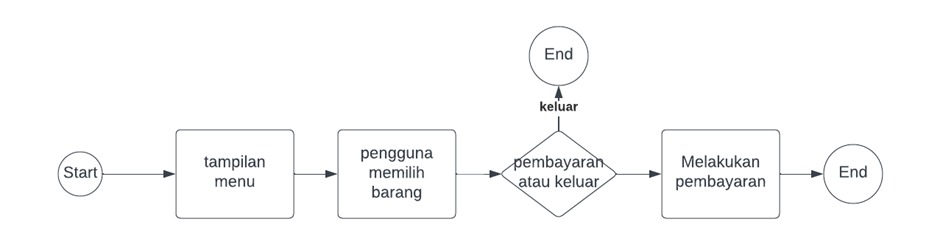 Start
tampilan
menu
pengguna
memilih
barang
pembayaran
atau keluar
keluar
End
Melakukan
pembayaran
End